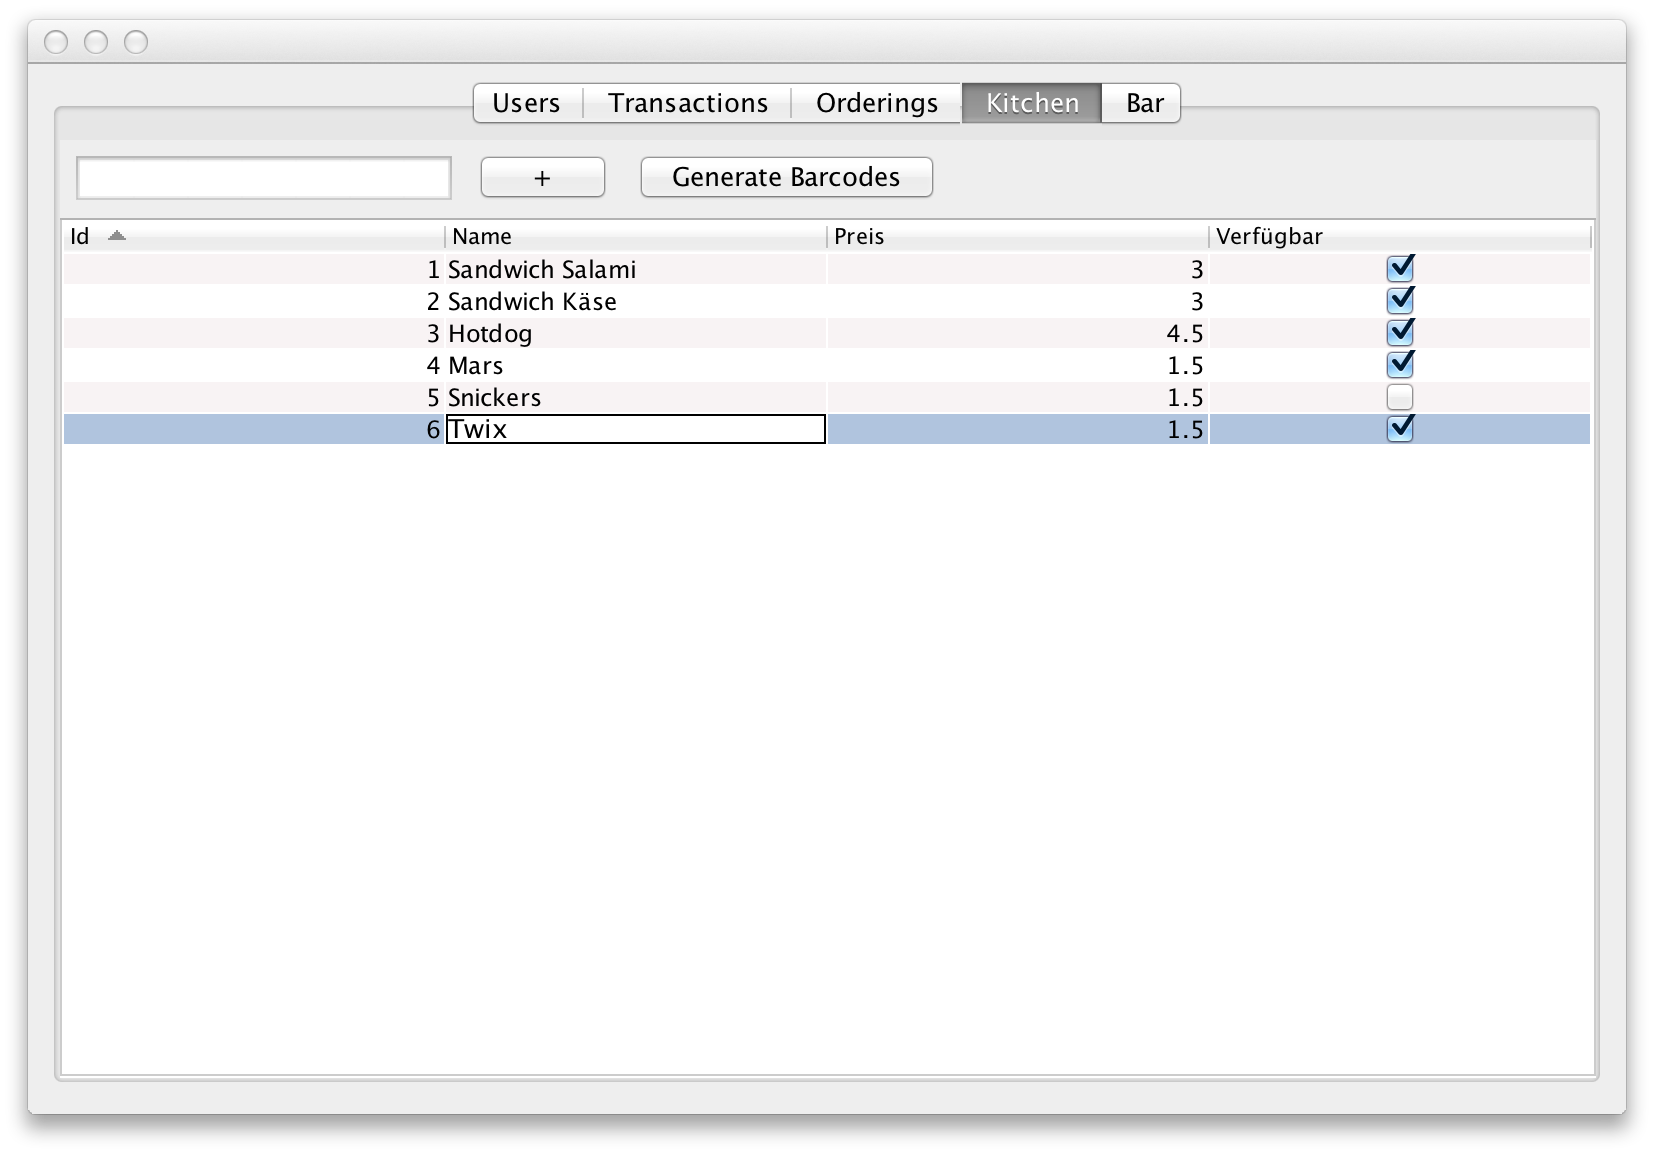 Users Transactions Orderings Kitchen Bar
+ Generate Barcodes
Id Name Preis Verfügbar
1 Sandwich Salami 3
2 Sandwich Käse 3
3 Hotdog 4.5
4 Mars 1.5
5 Snickers 1.5
6 Twix 1.5